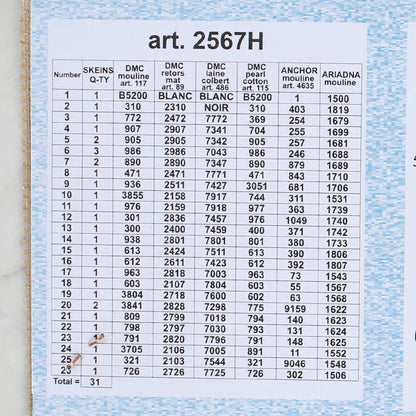 art. 2567H
Number SKEINS Q-TY DMC mouline art. 117 DMC retors mat art. 89 DMC laine colbert art. 486 DMC pearl cotton art. 115 ANCHOR mouline art. 4635 ARIADNA mouline
1 1 B5200 BLANC BLANC B5200 1 1500
2 1 310 2310 NOIR 310 403 1819
3 1 772 2472 7772 369 254 1679
4 1 907 2907 7341 704 255 1699
5 2 905 2905 7342 905 257 1681
6 3 986 2986 7043 986 246 1688
7 2 890 2890 7347 890 879 1689
8 1 471 2471 7771 471 843 1710
9 1 936 2511 7427 3051 681 1706
10 1 3855 2158 7917 744 311 1531
11 1 976 2159 7918 977 363 1739
12 1 301 2836 7457 976 1049 1740
13 1 300 2400 7459 400 371 1742
14 1 938 2801 7801 801 380 1733
15 1 613 2424 7511 613 390 1806
16 1 612 2611 7423 612 392 1807
17 1 963 2818 7003 963 73 1543
18 1 603 2107 7804 603 55 1567
19 1 3804 2718 7600 602 63 1568
20 2 3841 2828 7298 775 9159 1622
21 1 809 2799 7018 794 140 1623
22 1 798 2797 7030 793 131 1624
23 791 2820 7796 791 148 1625
24 3705 2106 7005 891 11 1552
25 1 321 2103 7544 321 9046 1548
1 726 2726 7725 726 302 1506
Total = 31